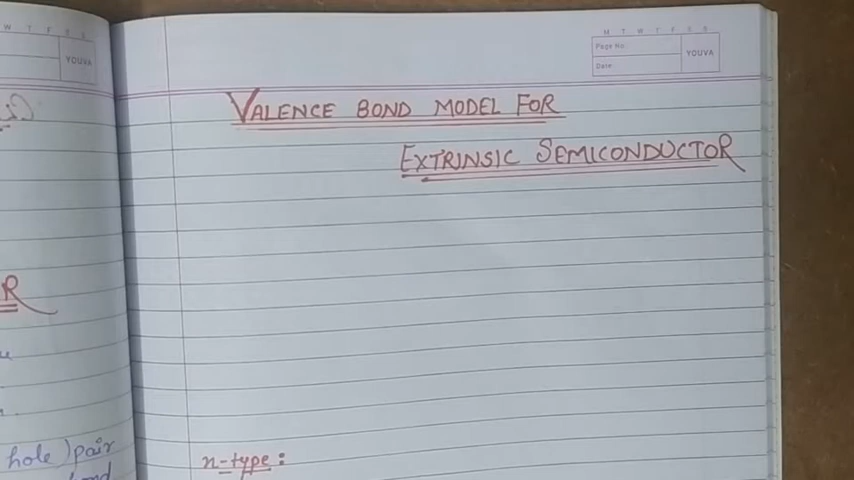 W T F S S
YOUVA
R
hole ) pair
M T W T F S S
Page No.:
Date:
YOUVA
VALENCE BOND MODEL FOR
EXTRINSIC SEMICONDUCTOR
n-type :